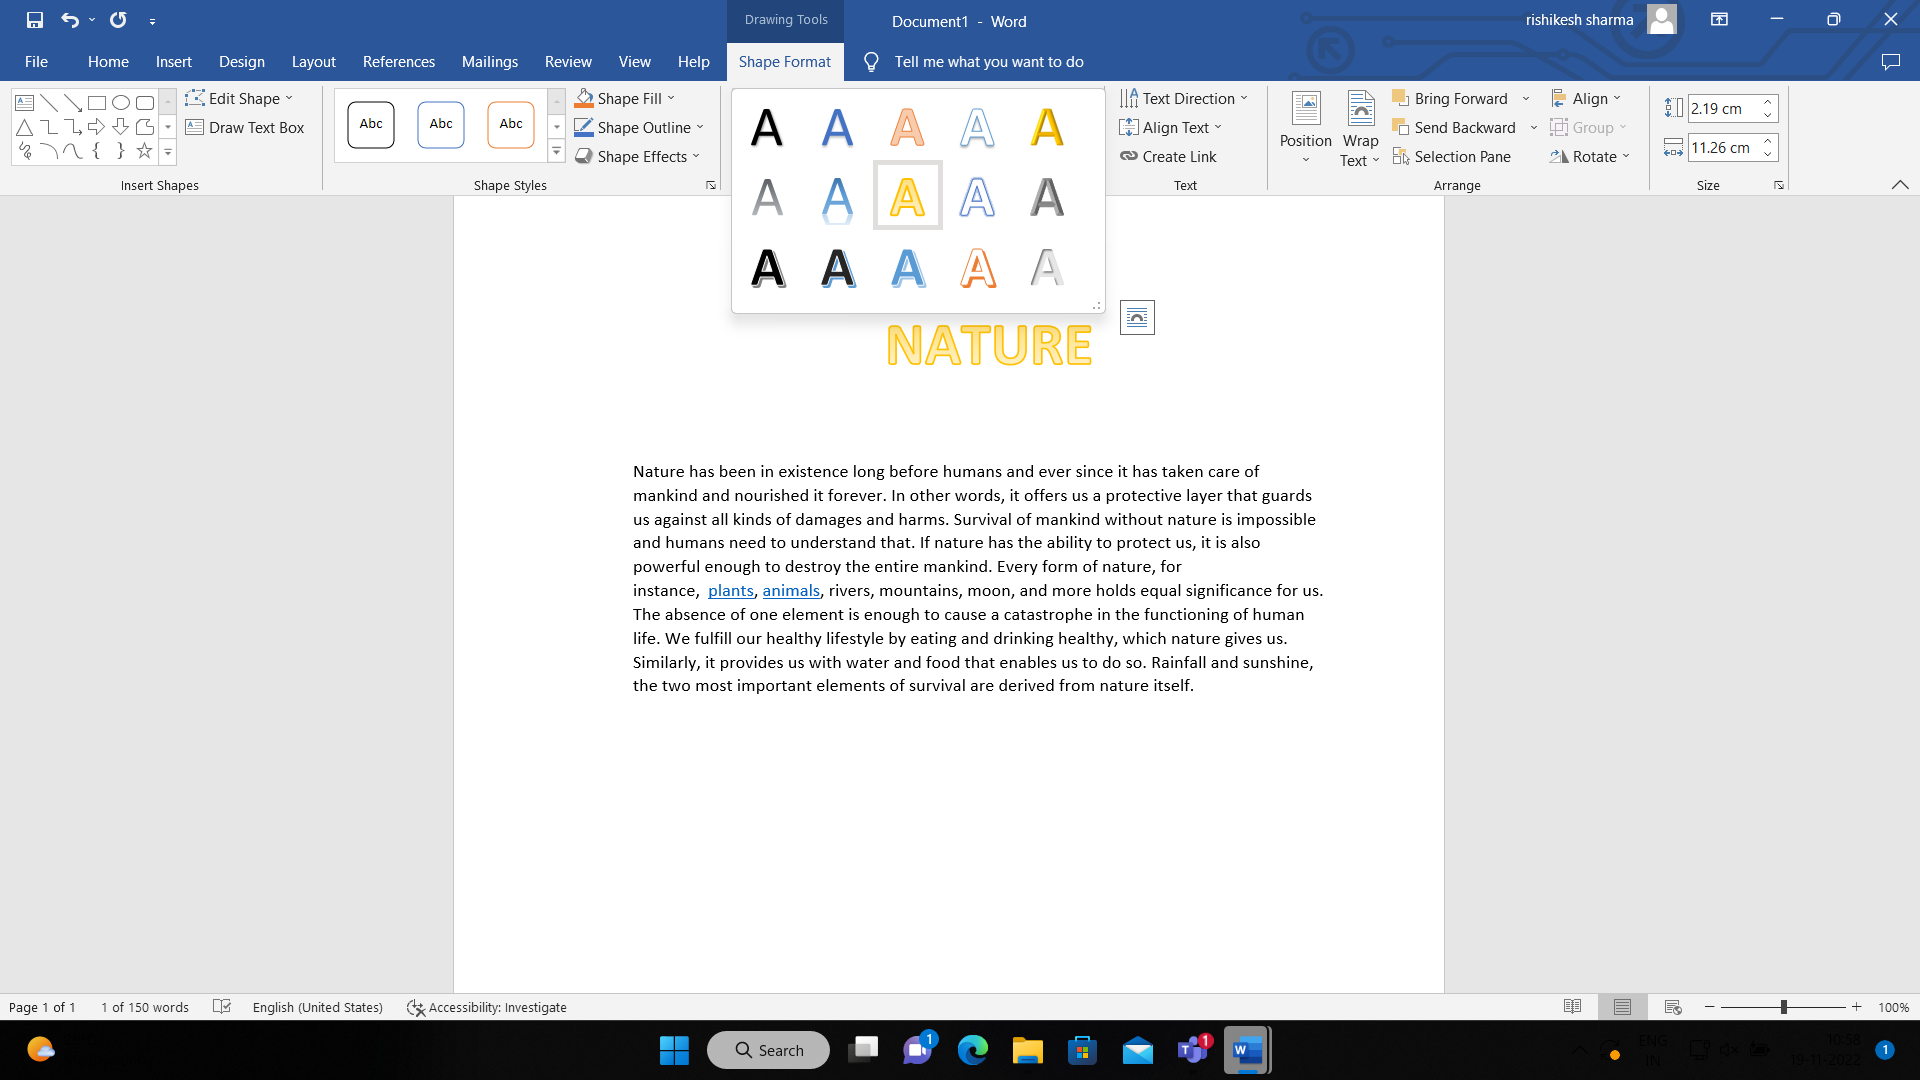 Drawing Tools
Document1 - Word
rishikesh sharma
File Home Insert Design Layout References Mailings Review View Help Shape Format Tell me what you want to do
Edit Shape
Draw Text Box
Insert Shapes
Abc Abc Abc
Shape Fill
Shape Outline
Shape Effects
Shape Styles
A A A A A
A A A A A
A A A A A
Text Direction
Align Text
Create Link
Text
Position
Wrap
Text
Bring Forward
Send Backward
Selection Pane
Align
Group
Rotate
Arrange
2.19 cm
11.26 cm
Size
NATURE
Nature has been in existence long before humans and ever since it has taken care of
mankind and nourished it forever. In other words, it offers us a protective layer that guards
us against all kinds of damages and harms. Survival of mankind without nature is impossible
and humans need to understand that. If nature has the ability to protect us, it is also
powerful enough to destroy the entire mankind. Every form of nature, for
instance,  plants, animals, rivers, mountains, moon, and more holds equal significance for us.
The absence of one element is enough to cause a catastrophe in the functioning of human
life. We fulfill our healthy lifestyle by eating and drinking healthy, which nature gives us.
Similarly, it provides us with water and food that enables us to do so. Rainfall and sunshine,
the two most important elements of survival are derived from nature itself.
Page 1 of 1 1 of 150 words English (United States) Accessibility: Investigate 100%
Search
1
1
W
ENG
IN
10:58
19-11-2022
1